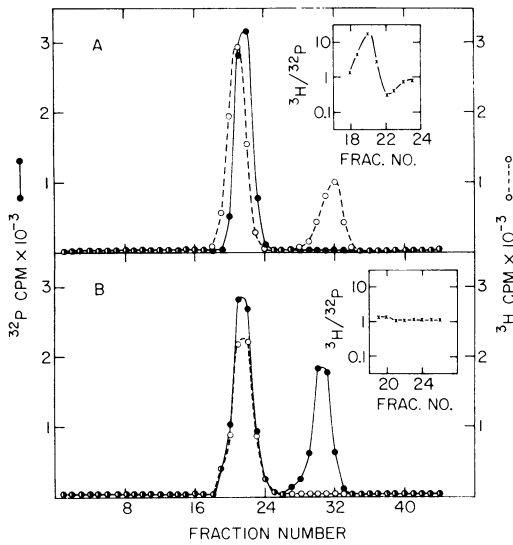 A
3
2
1
³²P CPM × 10⁻³
3
2
1
³H CPM × 10⁻³
³H/³²P
10
1
0.1
18 22 24
FRAC. NO.
B
3
2
1
3
2
1
³H/³²P
10
1
0.1
20 24
FRAC. NO.
8 16 24 32 40
FRACTION NUMBER